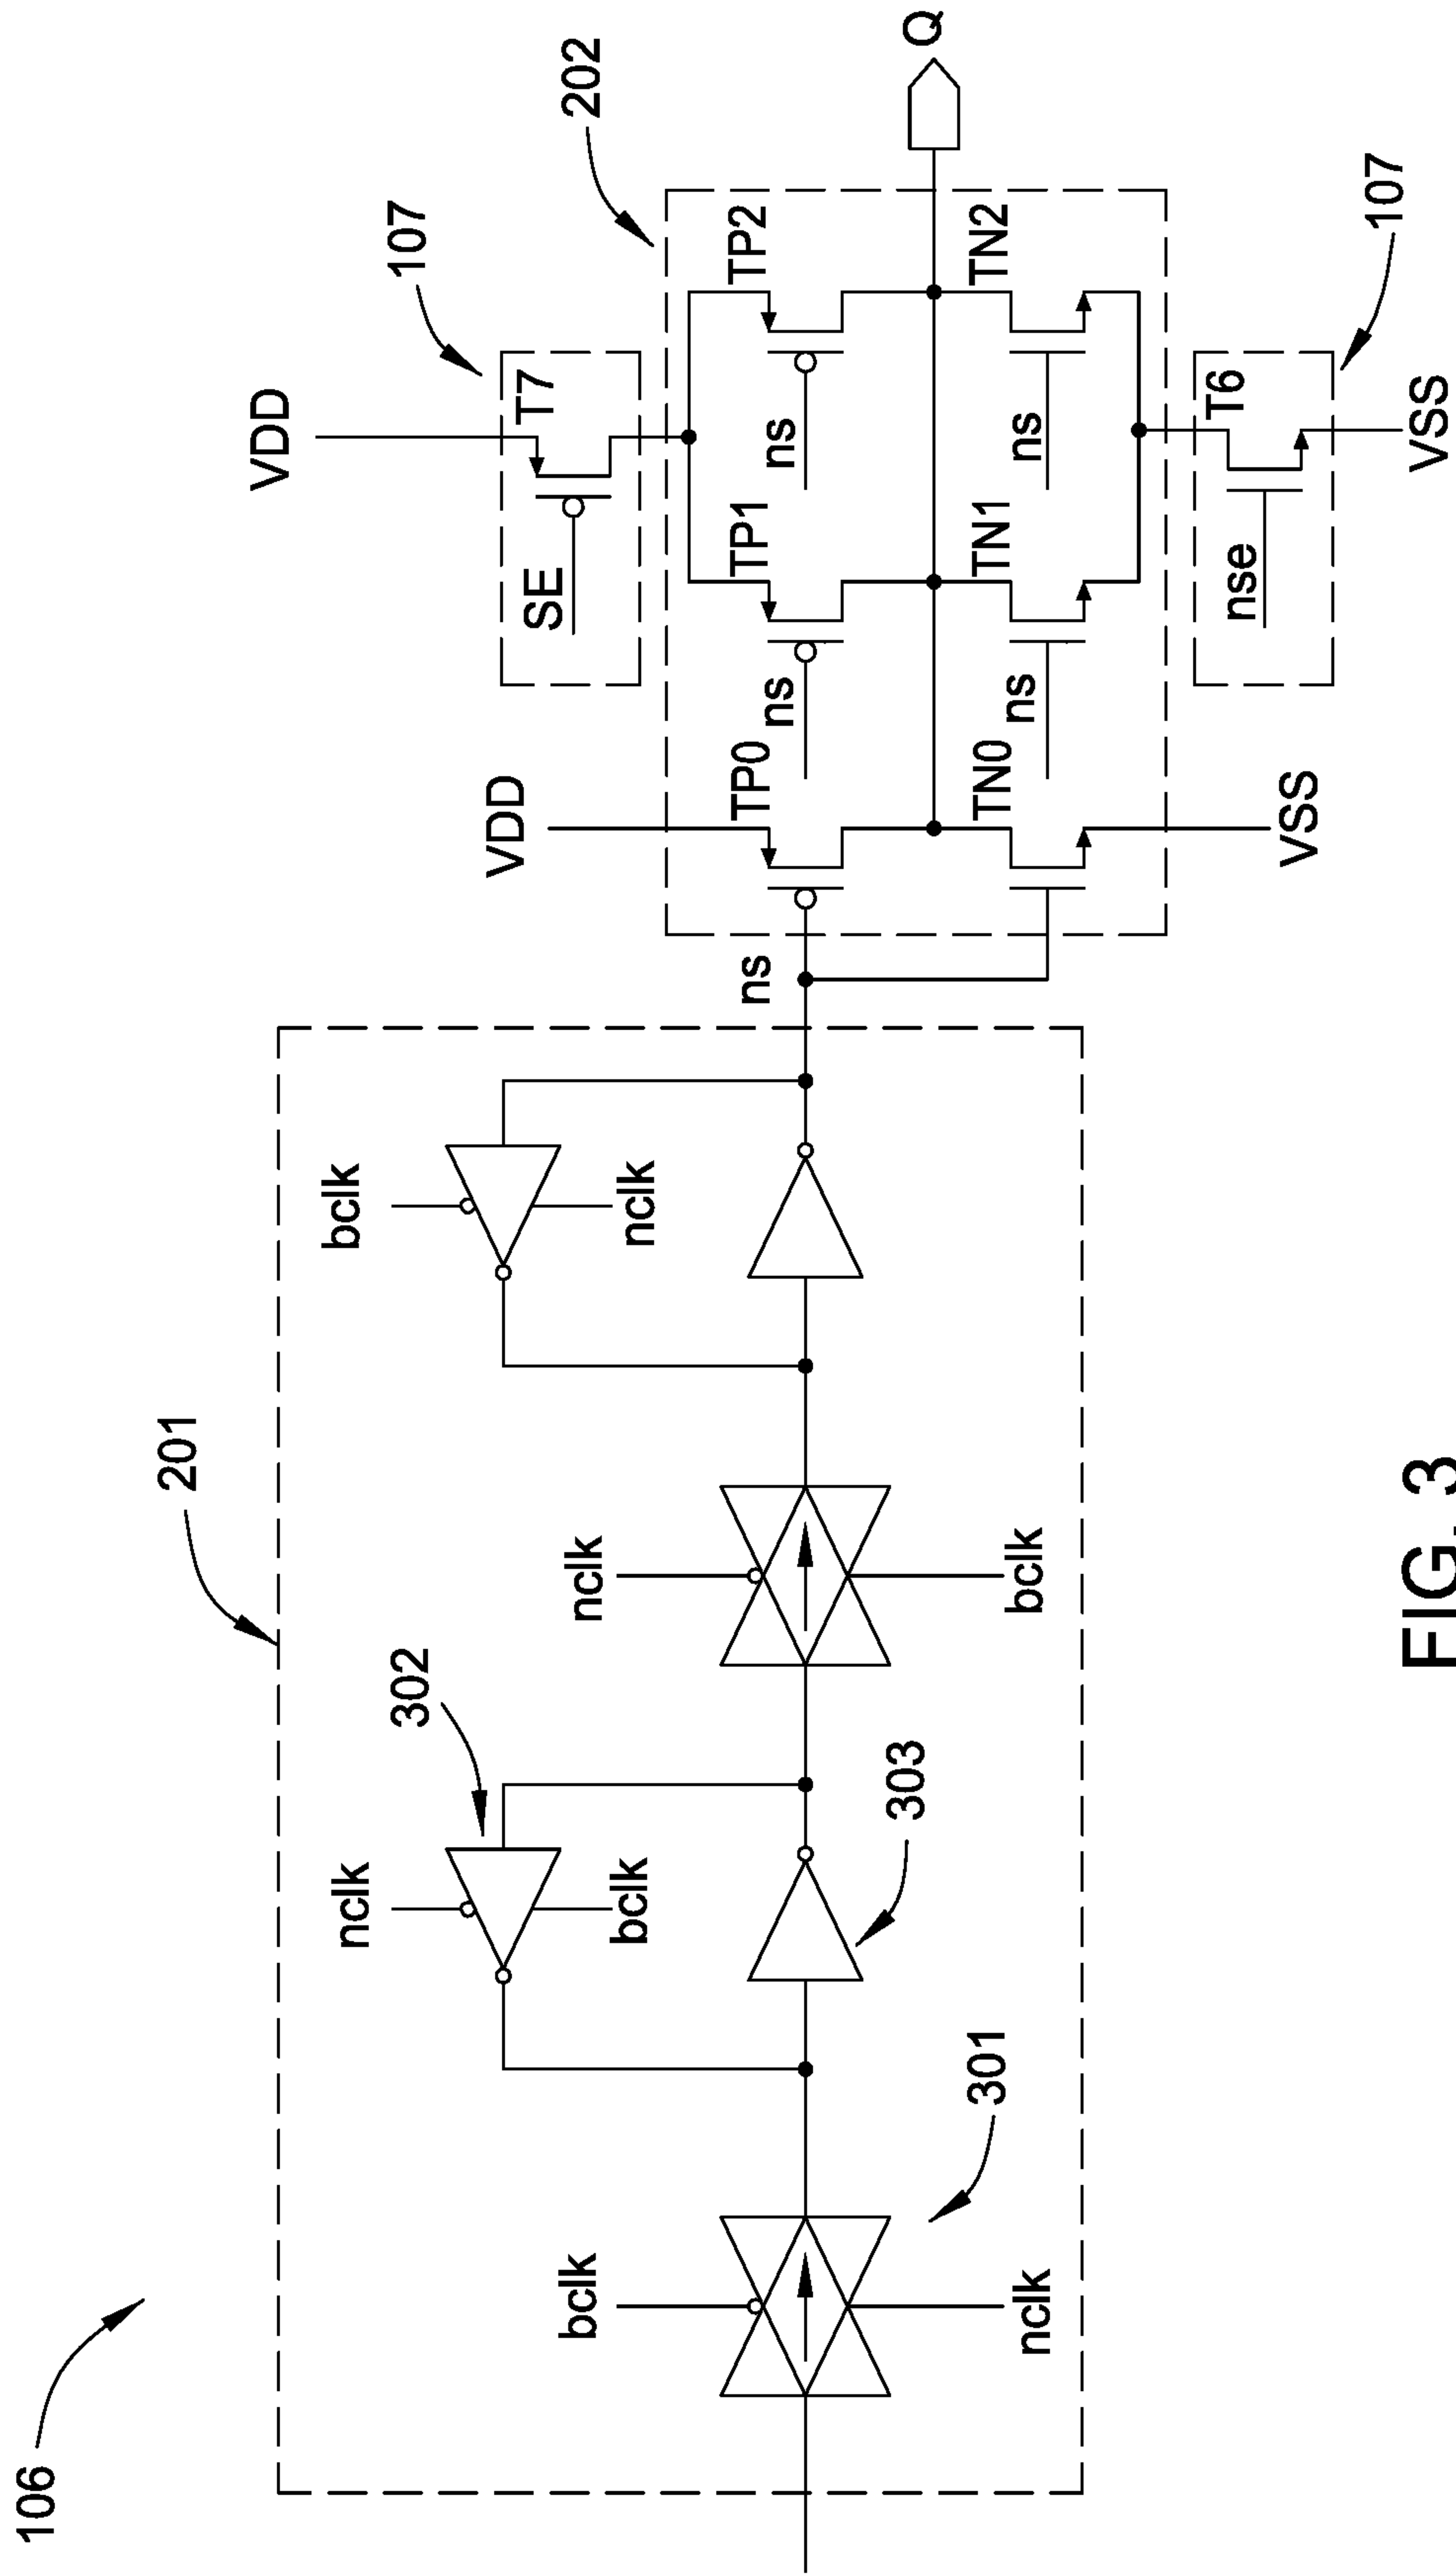 106
201
bclk
nclk
301
nclk
bclk
302
303
nclk
bclk
bclk
nclk
ns
VDD
VSS
TP0
TN0
VDD
107
T7
SE
202
TP1
ns
TN1
ns
TP2
ns
TN2
ns
Q
T6
nse
107
VSS
FIG. 3